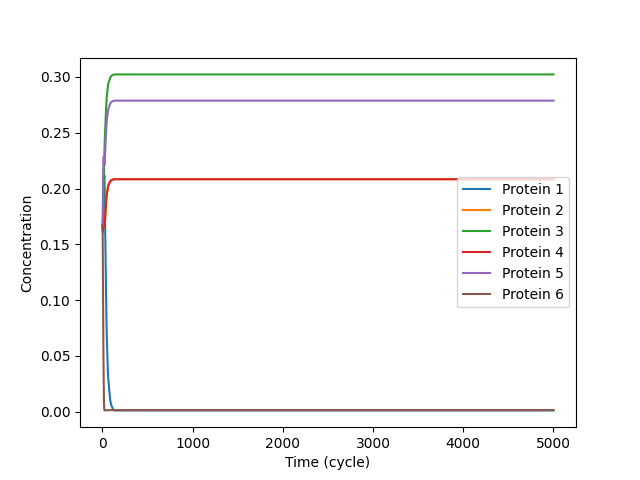 0.30
0.25
0.20
0.15
0.10
0.05
0.00
Concentration
Protein 1
Protein 2
Protein 3
Protein 4
Protein 5
Protein 6
0 1000 2000 3000 4000 5000
Time (cycle)